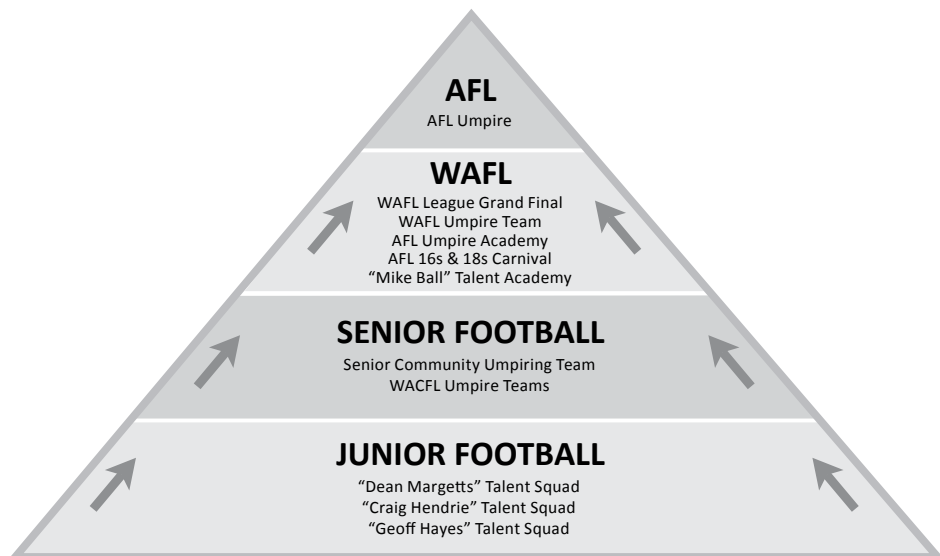 AFL
AFL Umpire
WAFL
WAFL League Grand Final
WAFL Umpire Team
AFL Umpire Academy
AFL 16s & 18s Carnival
“Mike Ball” Talent Academy
SENIOR FOOTBALL
Senior Community Umpiring Team
WACFL Umpire Teams
JUNIOR FOOTBALL
“Dean Margetts” Talent Squad
“Craig Hendrie” Talent Squad
“Geoff Hayes” Talent Squad